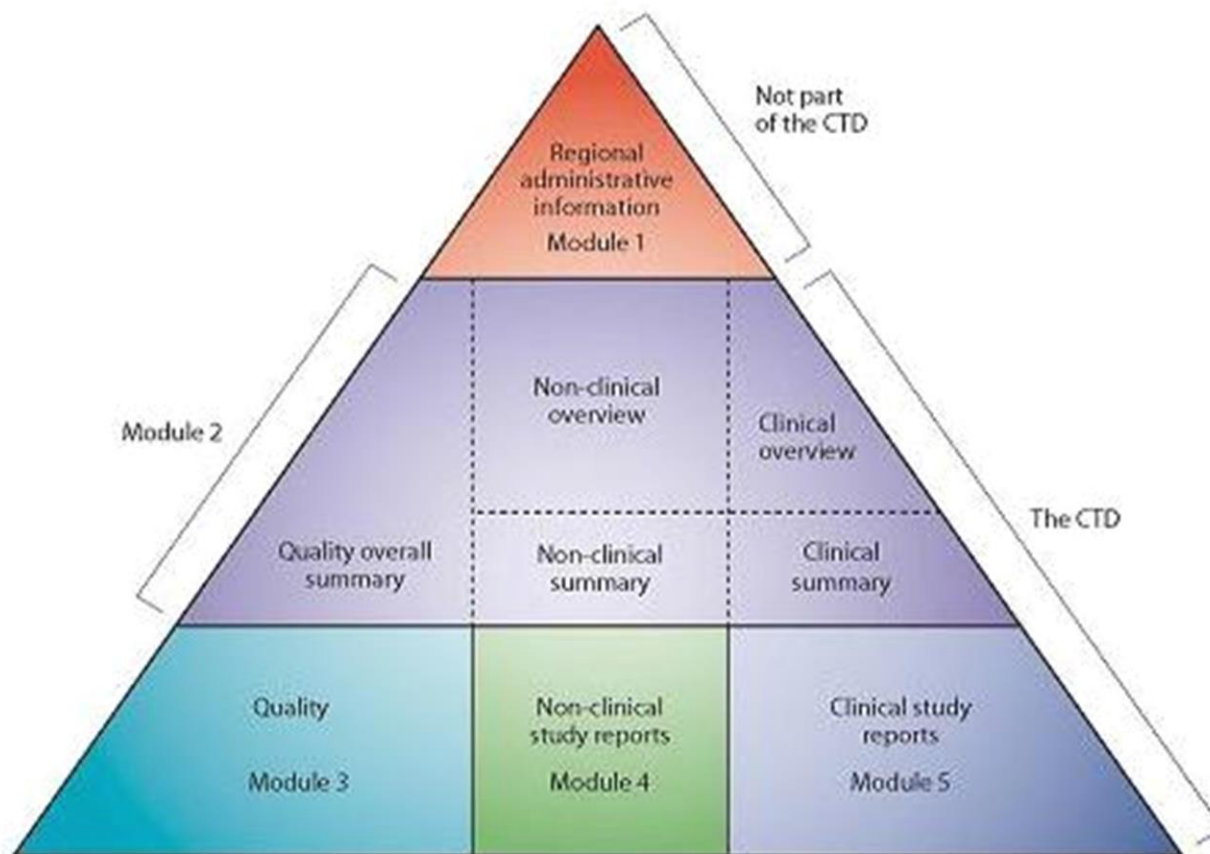 Not part
of the CTD
Regional
administrative
information
Module 1
Module 2
Non-clinical
overview
Clinical
overview
The CTD
Quality overall
summary
Non-clinical
summary
Clinical
summary
Quality
Module 3
Non-clinical
study reports
Module 4
Clinical study
reports
Module 5